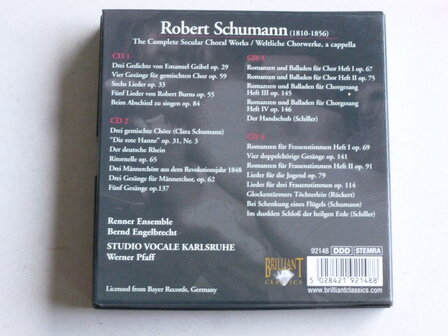 Robert Schumann (1810-1856)
The Complete Secular Choral Works / Weltliche Chorwerke, a cappella
CD 1
Drei Gedichte von Emanuel Geibel op. 29
Vier Gesänge für gemischten Chor op. 59
Sechs Lieder op. 33
Fünf Lieder von Robert Burns op. 55
Beim Abschied zu singen op. 84
CD 2
Drei gemischte Chöre (Clara Schumann)
"Die rote Hanne" op. 31, Nr. 3
Der deutsche Rhein
Ritornelle op. 65
Drei Männerchöre aus dem Revolutionsjahr 1848
Drei Gesänge für Männerchor, op. 62
Fünf Gesänge op.137
Renner Ensemble
Bernd Engelbrecht
STUDIO VOCALE KARLSRUHE
Werner Pfaff
Licensed from Bayer Records, Germany
CD 3
Romanzen und Balladen für Chor Heft I op. 67
Romanzen und Balladen für Chor Heft II op. 75
Romanzen und Balladen für Chorgesang
Heft III op. 145
Romanzen und Balladen für Chorgesang
Heft IV op. 146
Der Handschuh (Schiller)
CD 4
Romanzen für Frauenstimmen Heft I op. 69
Vier doppelchörige Gesänge op. 141
Romanzen für Frauenstimmen Heft II op. 91
Lieder für die Jugend op. 79
Lieder für drei Frauenstimmen op. 114
Glockentürmers Töchterlein (Rückert)
Bei Schenkung eines Flügels (Schumann)
Im dunklen Schloß der heilgen Erde (Schiller)
BRILLIANT
CLASSICS
92148 DDD STEMRA
5 028421 921488
www.brilliantclassics.com